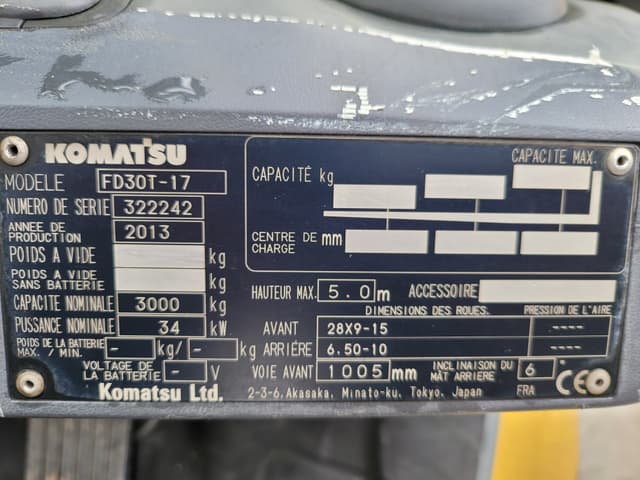 KOMATSU
MODELE FD30T-17
NUMERO DE SERIE 322242
ANNEE DE PRODUCTION 2013
POIDS A VIDE kg
POIDS A VIDE SANS BATTERIE kg
CAPACITE NOMINALE 3000 kg
PUSSANCE NOMINALE 34 kW
POIDS DE LA BATTERIE MAX. / MIN. - kg/ - kg
VOLTAGE DE LA BATTERIE - V
Komatsu Ltd.
CAPACITE MAX.
CAPACITÉ kg
CENTRE DE CHARGE mm
HAUTEUR MAX. 5.0 m ACCESSOIRE
DIMENSIONS DES ROUES. PRESSION DE L'AIRE
AVANT 28X9-15 ----
ARRIÈRE 6.50-10 ----
VOIE AVANT 1005 mm INCLINAISON DU MÂT ARRIÈRE 6 °
2-3-6, Akasaka, Minato-ku, Tokyo, Japan FRA CE